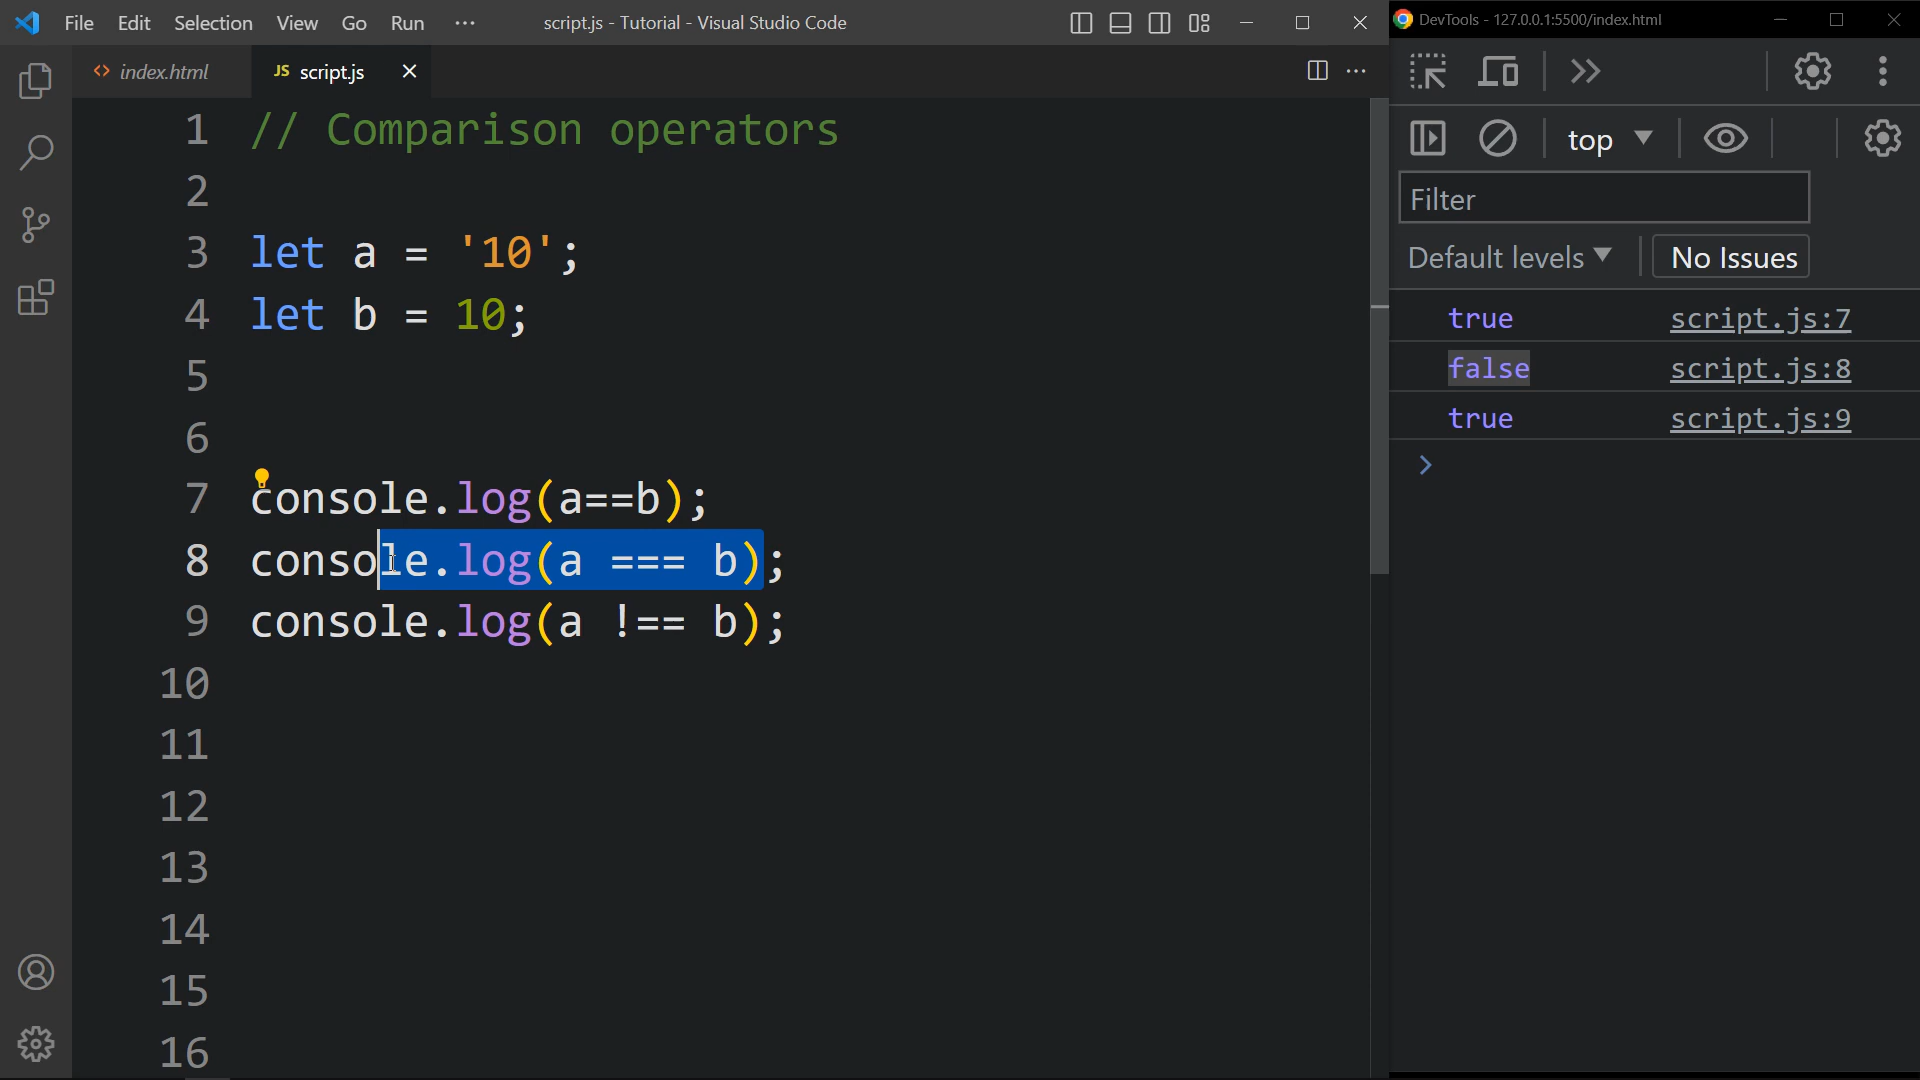 File Edit Selection View Go Run ··· script.js - Tutorial - Visual Studio Code
DevTools - 127.0.0.1:5500/index.html
<> index.html JS script.js
top
Filter
Default levels No Issues
1 // Comparison operators
2
3 let a = '10';
4 let b = 10;
5
6
7 console.log(a==b);
8 console.log(a === b);
9 console.log(a !== b);
10
11
12
13
14
15
16
true script.js:7
false script.js:8
true script.js:9
>